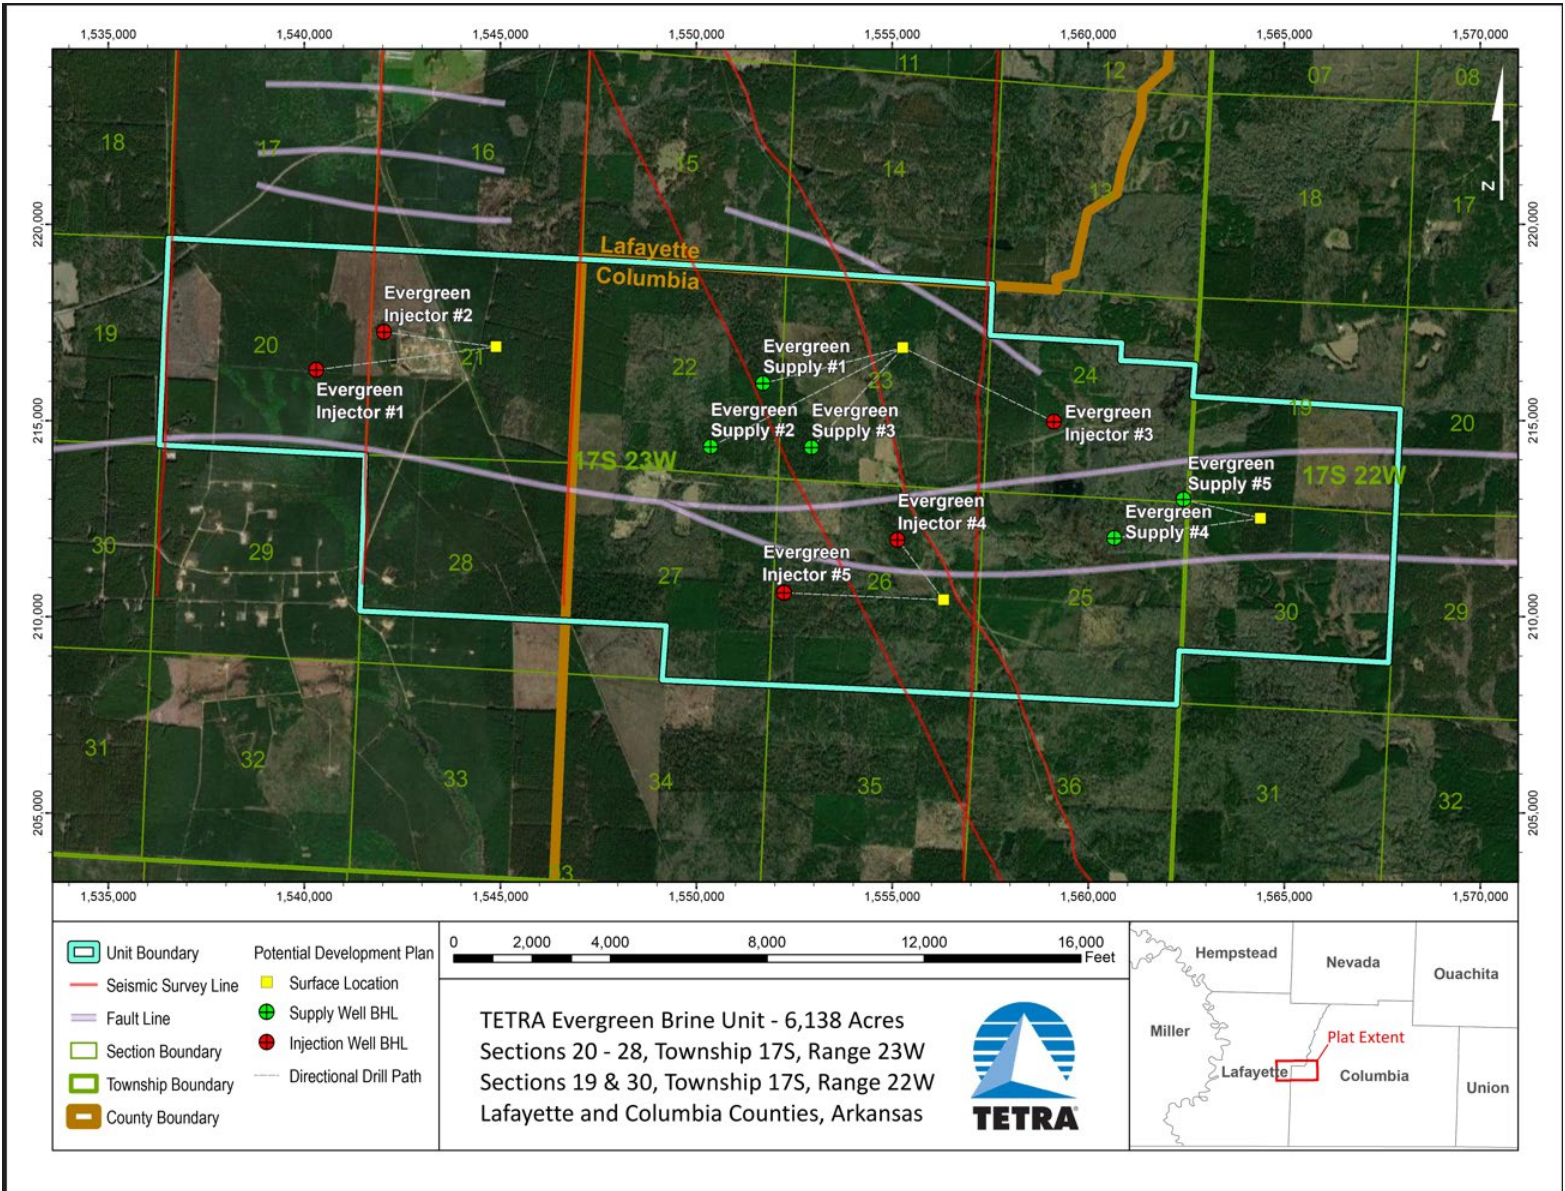 1,535,000 1,540,000 1,545,000 1,550,000 1,555,000 1,560,000 1,565,000 1,570,000
11 12 07 08
18 17 16 15 14 13 18 17
220,000 220,000
N
Lafayette
Columbia
19 20 21 22 23 24 19 20
Evergreen
Injector #2
Evergreen
Injector #1
Evergreen
Supply #1
Evergreen
Supply #2
Evergreen
Supply #3
Evergreen
Injector #3
215,000 215,000
17S 23W
17S 22W
Evergreen
Supply #5
Evergreen
Supply #4
Evergreen
Injector #4
Evergreen
Injector #5
30 29 28 27 26 25 30 29
210,000 210,000
31 32 33 34 35 36 31 32
205,000 205,000
3
1,535,000 1,540,000 1,545,000 1,550,000 1,555,000 1,560,000 1,565,000 1,570,000
Unit Boundary
Seismic Survey Line
Fault Line
Section Boundary
Township Boundary
County Boundary
Potential Development Plan
Surface Location
Supply Well BHL
Injection Well BHL
Directional Drill Path
0 2,000 4,000 8,000 12,000 16,000
Feet
TETRA Evergreen Brine Unit - 6,138 Acres
Sections 20 - 28, Township 17S, Range 23W
Sections 19 & 30, Township 17S, Range 22W
Lafayette and Columbia Counties, Arkansas
TETRA
Hempstead
Nevada
Ouachita
Miller
Plat Extent
Lafayette
Columbia
Union